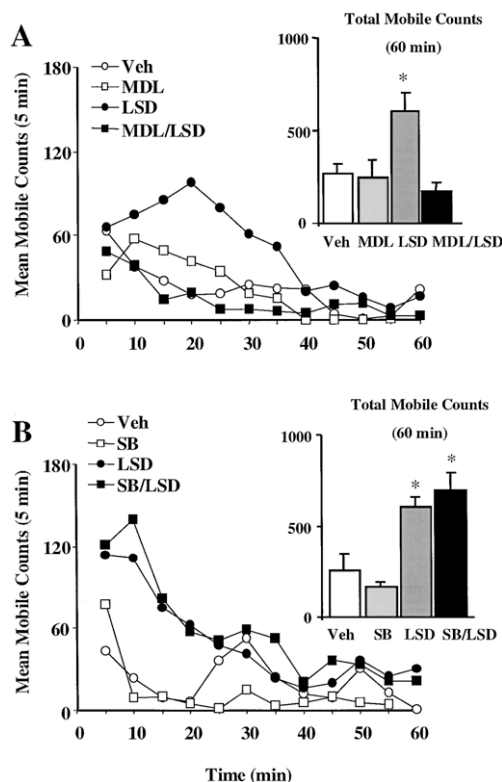 A
Total Mobile Counts
(60 min)
Veh
MDL
LSD
MDL/LSD
1000
500
0
*
Veh MDL LSD MDL/LSD
Mean Mobile Counts (5 min)
180
120
60
0
0 10 20 30 40 50 60
B
Total Mobile Counts
(60 min)
Veh
SB
LSD
SB/LSD
1000
500
0
* *
Veh SB LSD SB/LSD
Mean Mobile Counts (5 min)
180
120
60
0
0 10 20 30 40 50 60
Time (min)